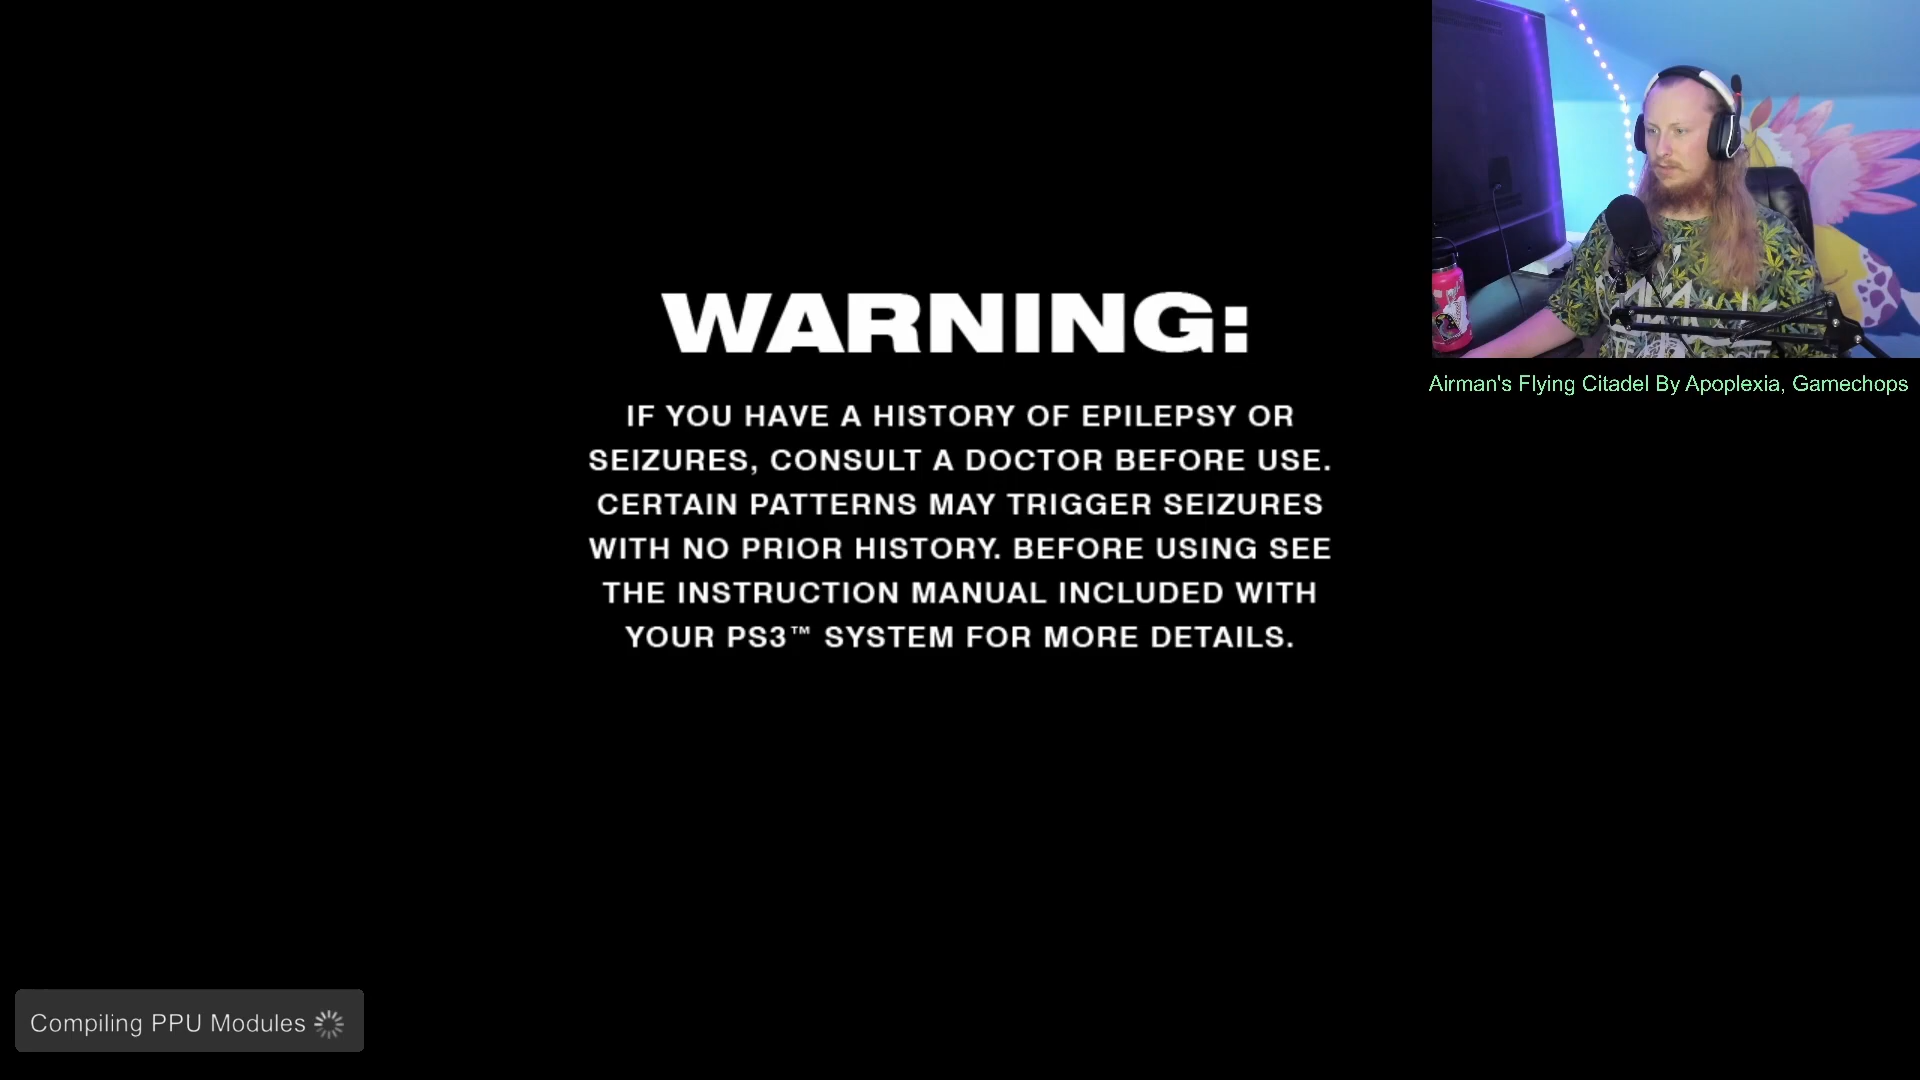 WARNING:
IF YOU HAVE A HISTORY OF EPILEPSY OR
SEIZURES, CONSULT A DOCTOR BEFORE USE.
CERTAIN PATTERNS MAY TRIGGER SEIZURES
WITH NO PRIOR HISTORY. BEFORE USING SEE
THE INSTRUCTION MANUAL INCLUDED WITH
YOUR PS3™ SYSTEM FOR MORE DETAILS.
Airman's Flying Citadel By Apoplexia, Gamechops
Compiling PPU Modules